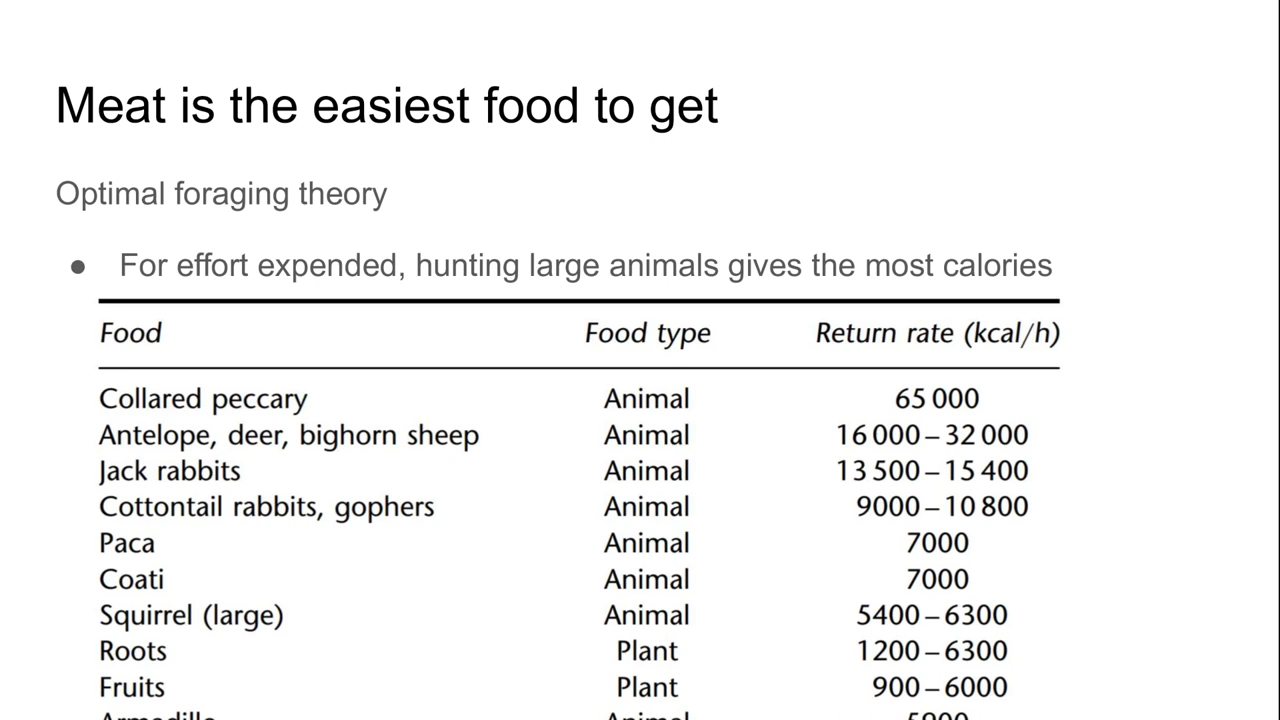 Meat is the easiest food to get
Optimal foraging theory
● For effort expended, hunting large animals gives the most calories
Food Food type Return rate (kcal/h)
Collared peccary Animal 65 000
Antelope, deer, bighorn sheep Animal 16 000–32 000
Jack rabbits Animal 13 500–15 400
Cottontail rabbits, gophers Animal 9000–10 800
Paca Animal 7000
Coati Animal 7000
Squirrel (large) Animal 5400–6300
Roots Plant 1200–6300
Fruits Plant 900–6000
Armadillo Animal